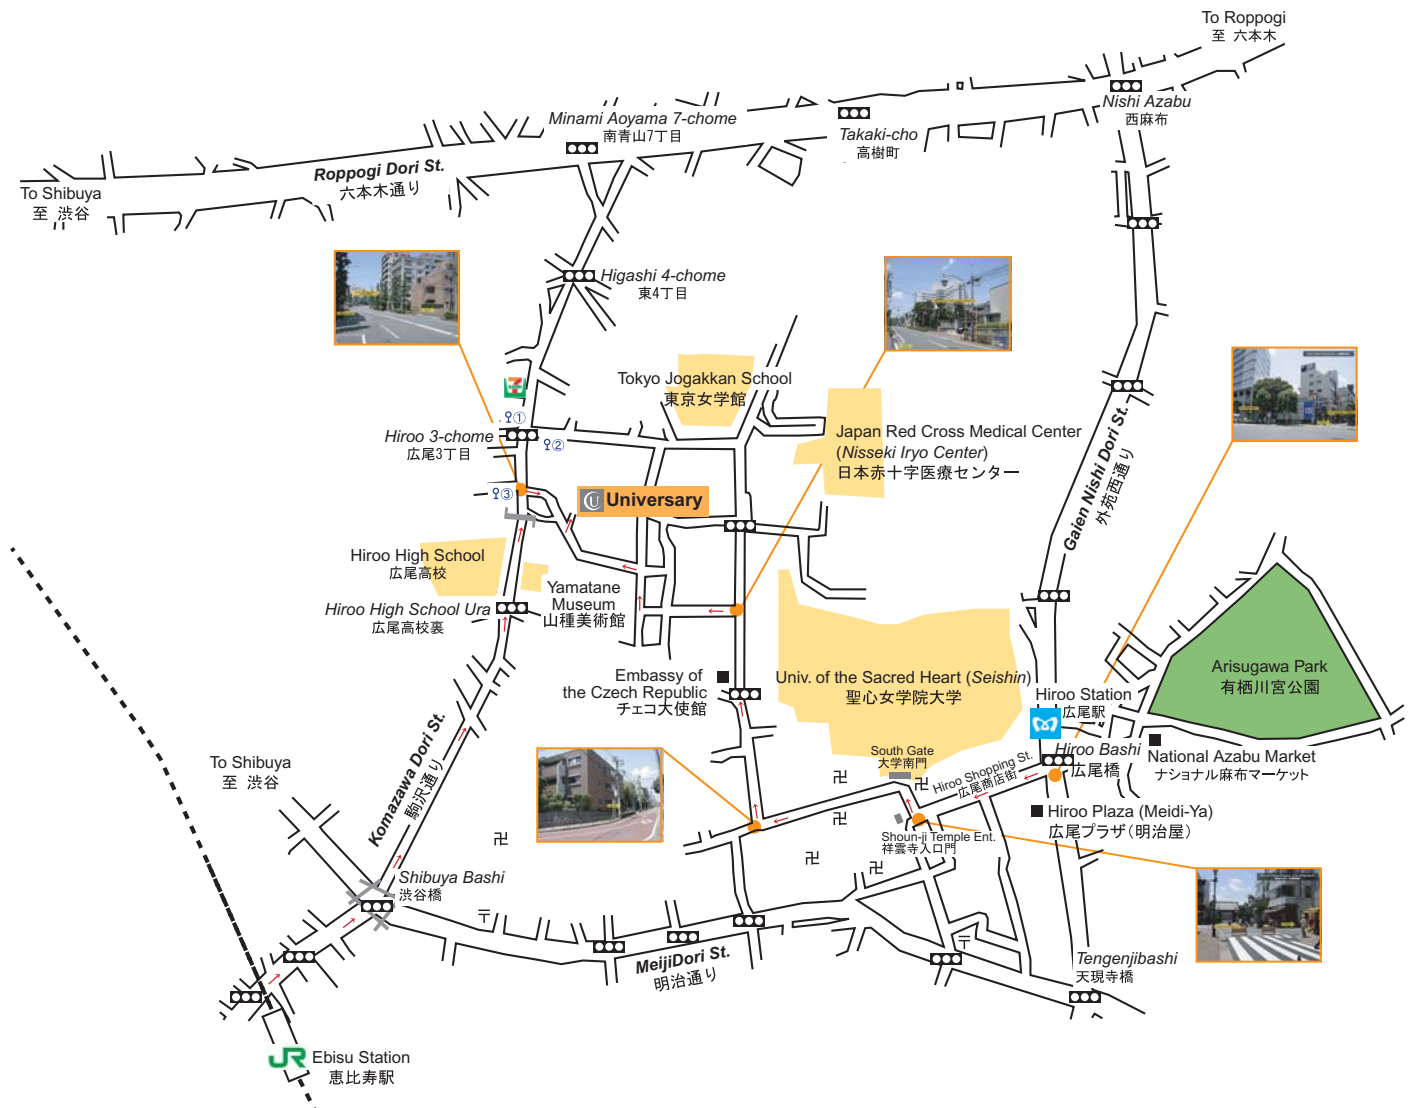 To Roppogi
至 六本木
Nishi Azabu
西麻布
Minami Aoyama 7-chome
南青山7丁目
Takaki-cho
高樹町
Roppogi Dori St.
六本木通り
To Shibuya
至 渋谷
Higashi 4-chome
東4丁目
Tokyo Jogakkan School
東京女学館
7
①
Hiroo 3-chome
広尾3丁目
②
③
Japan Red Cross Medical Center
(Nisseki Iryo Center)
日本赤十字医療センター
Gaien Nishi Dori St.
外苑西通り
U Universary
Hiroo High School
広尾高校
Yamatane
Museum
山種美術館
Hiroo High School Ura
広尾高校裏
Embassy of
the Czech Republic
チェコ大使館
Univ. of the Sacred Heart (Seishin)
聖心女学院大学
Arisugawa Park
有栖川宮公園
Hiroo Station
広尾駅
Hiroo Bashi
広尾橋
National Azabu Market
ナショナル麻布マーケット
South Gate
大学南門
Hiroo Shopping St.
広尾商店街
Hiroo Plaza (Meidi-Ya)
広尾プラザ(明治屋)
Shoun-ji Temple Ent.
祥雲寺入口門
To Shibuya
至 渋谷
Komazawa Dori St.
駒沢通り
Shibuya Bashi
渋谷橋
MeijiDori St.
明治通り
Tengenjibashi
天現寺橋
JR Ebisu Station
恵比寿駅